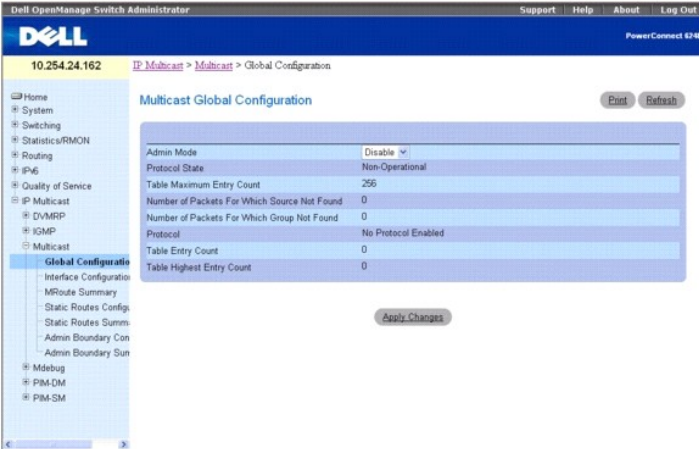 Dell OpenManage Switch Administrator
Support Help About Log Out
DELL
PowerConnect
10.254.24.162
IP Multicast > Multicast > Global Configuration
Home
System
Switching
Statistics/RMON
Routing
IPv6
Quality of Service
IP Multicast
DVMRP
IGMP
Multicast
Global Configuratio
Interface Configuration
MRoute Summary
Static Routes Configu
Static Routes Summ
Admin Boundary Con
Admin Boundary Sum
Mdebug
PIM-DM
PIM-SM
Multicast Global Configuration
Print Refresh
Admin Mode Disable
Protocol State Non-Operational
Table Maximum Entry Count 256
Number of Packets For Which Source Not Found 0
Number of Packets For Which Group Not Found 0
Protocol No Protocol Enabled
Table Entry Count 0
Table Highest Entry Count 0
Apply Changes